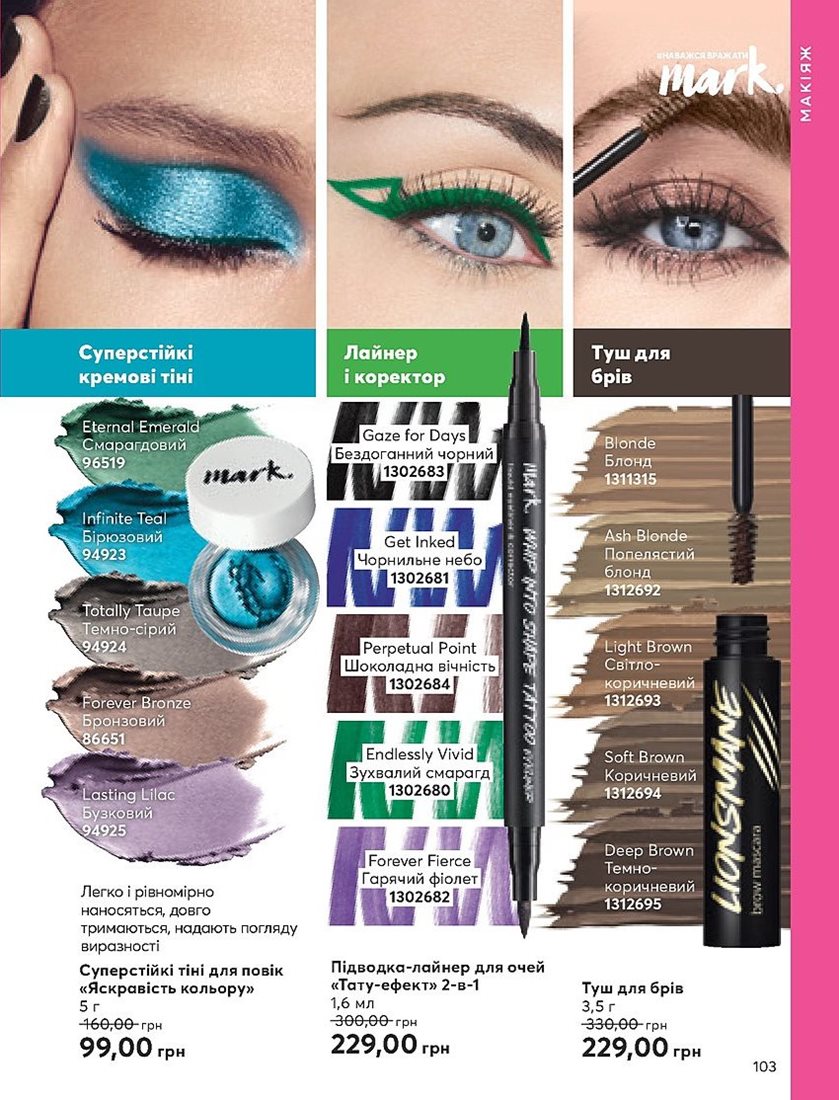 #НАВАЖСЯ ВРАЖАТИ
mark.
МАКІЯЖ
Суперстійкі
кремові тіні
Лайнер
і коректор
Туш для
брів
Eternal Emerald
Смарагдовий
96519
Infinite Teal
Бірюзовий
94923
Totally Taupe
Темно-сірий
94924
Forever Bronze
Бронзовий
86651
Lasting Lilac
Бузковий
94925
mark.
Gaze for Days
Бездоганний чорний
1302683
Get Inked
Чорнильне небо
1302681
Perpetual Point
Шоколадна вічність
1302684
Endlessly Vivid
Зухвалий смарагд
1302680
Forever Fierce
Гарячий фіолет
1302682
mark. WHIP INTO SHAPE TATTOO
liquid eyeliner & corrector
Blonde
Блонд
1311315
Ash Blonde
Попелястий
блонд
1312692
Light Brown
Світло-
коричневий
1312693
Soft Brown
Коричневий
1312694
Deep Brown
Темно-
коричневий
1312695
LIONSMANE
brow mascara
Легко і рівномірно
наносяться, довго
тримаються, надають погляду
виразності
Суперстійкі тіні для повік
«Яскравість кольору»
5 г
160,00 грн
99,00 грн
Підводка-лайнер для очей
«Тату-ефект» 2-в-1
1,6 мл
300,00 грн
229,00 грн
Туш для брів
3,5 г
330,00 грн
229,00 грн
103